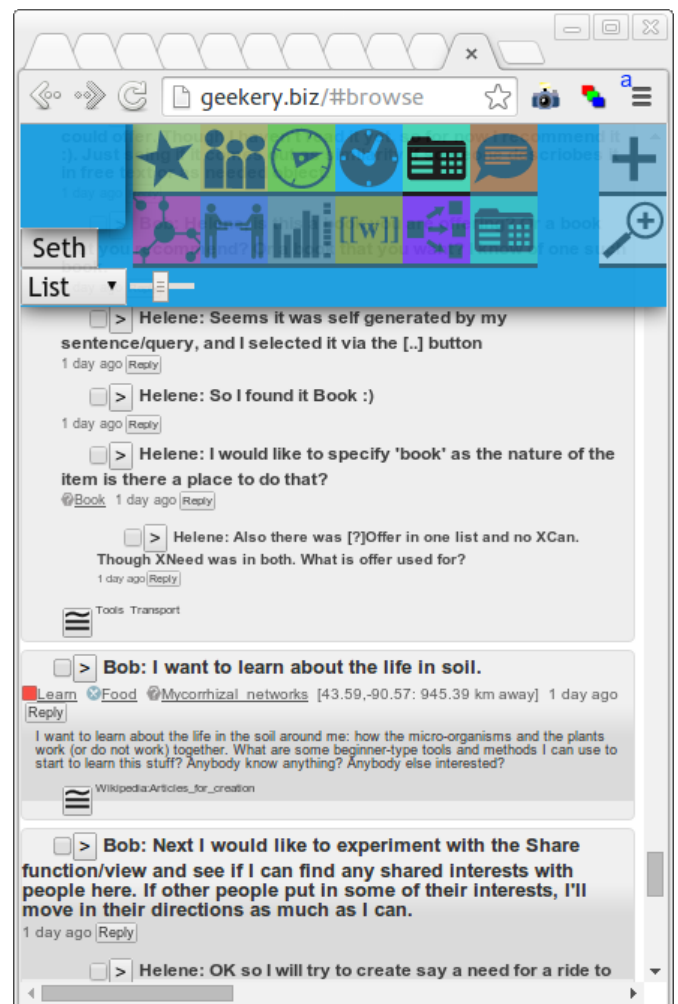 geekery.biz/#browse
a
[[w]]
Seth
List
> Helene: Seems it was self generated by my
sentence/query, and I selected it via the [..] button
1 day ago Reply
> Helene: So I found it Book :)
1 day ago Reply
> Helene: I would like to specify 'book' as the nature of the
item is there a place to do that?
Book 1 day ago Reply
> Helene: Also there was [?]Offer in one list and no XCan.
Though XNeed was in both. What is offer used for?
1 day ago Reply
Tools Transport
> Bob: I want to learn about the life in soil.
Learn Food Mycorrhizal networks [43.59,-90.57: 945.39 km away] 1 day ago
Reply
I want to learn about the life in the soil around me: how the micro-organisms and the plants
work (or do not work) together. What are some beginner-type tools and methods I can use to
start to learn this stuff? Anybody know anything? Anybody else interested?
Wikipedia:Articles_for_creation
> Bob: Next I would like to experiment with the Share
function/view and see if I can find any shared interests with
people here. If other people put in some of their interests, I'll
move in their directions as much as I can.
1 day ago Reply
> Helene: OK so I will try to create say a need for a ride to